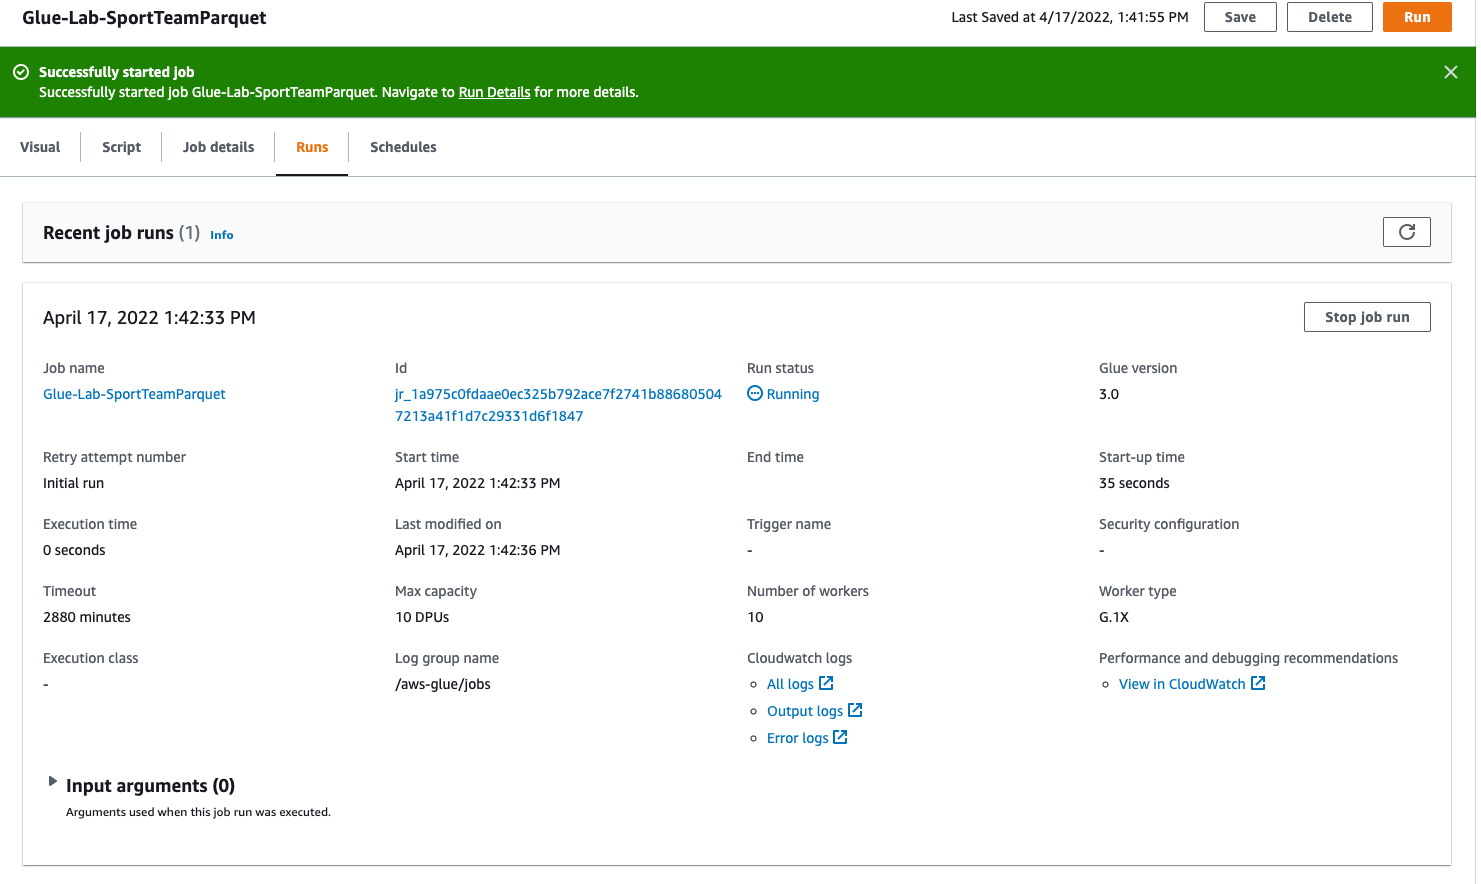 Glue-Lab-SportTeamParquet
Last Saved at 4/17/2022, 1:41:55 PM
Save
Delete
Run
Successfully started job
Successfully started job Glue-Lab-SportTeamParquet. Navigate to Run Details for more details.
Visual
Script
Job details
Runs
Schedules
Recent job runs (1) Info
April 17, 2022 1:42:33 PM
Stop job run
Job name
Glue-Lab-SportTeamParquet
Id
jr_1a975c0fdaae0ec325b792ace7f2741b88680504
7213a41f1d7c29331d6f1847
Run status
Running
Glue version
3.0
Retry attempt number
Initial run
Start time
April 17, 2022 1:42:33 PM
End time
Start-up time
35 seconds
Execution time
0 seconds
Last modified on
April 17, 2022 1:42:36 PM
Trigger name
-
Security configuration
-
Timeout
2880 minutes
Max capacity
10 DPUs
Number of workers
10
Worker type
G.1X
Execution class
-
Log group name
/aws-glue/jobs
Cloudwatch logs
All logs
Output logs
Error logs
Performance and debugging recommendations
View in CloudWatch
Input arguments (0)
Arguments used when this job run was executed.